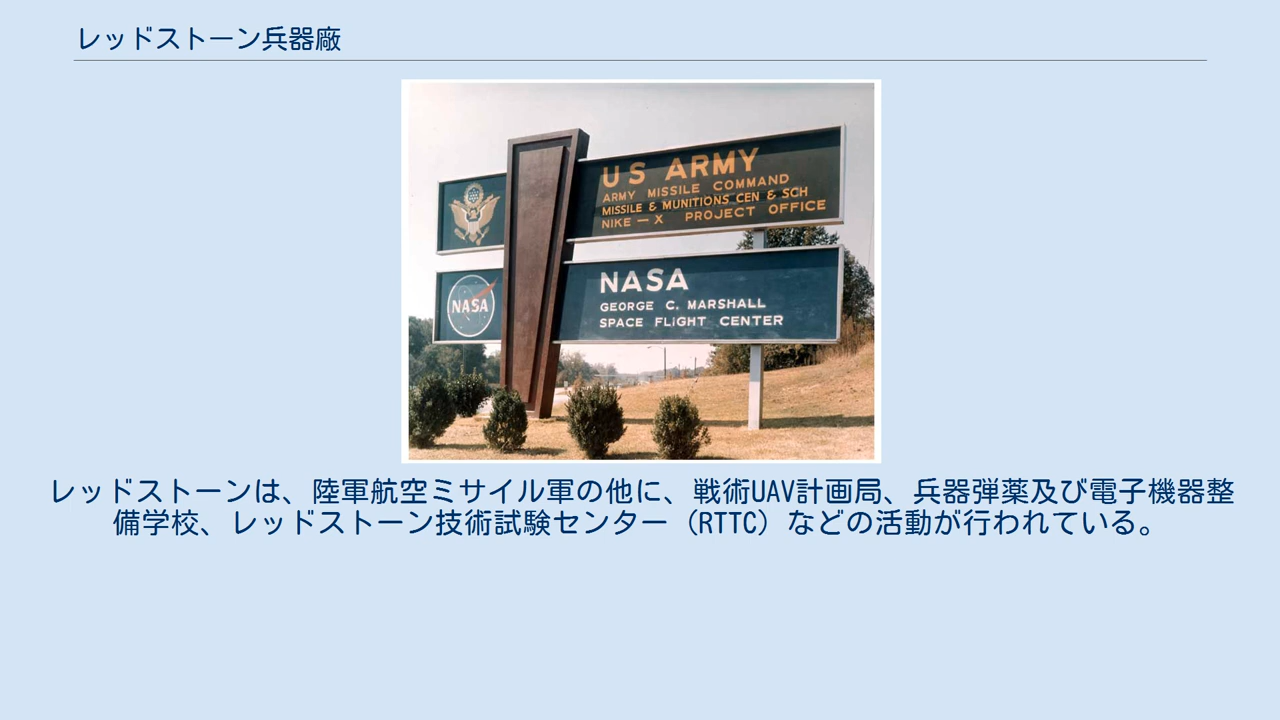 レッドストーン兵器廠
US ARMY
ARMY MISSILE COMMAND
MISSILE & MUNITIONS CEN & SCH
NIKE — X PROJECT OFFICE
NASA
NASA
GEORGE C. MARSHALL
SPACE FLIGHT CENTER
レッドストーンは、陸軍航空ミサイル軍の他に、戦術UAV計画局、兵器弾薬及び電子機器整
備学校、レッドストーン技術試験センター（RTTC）などの活動が行われている。